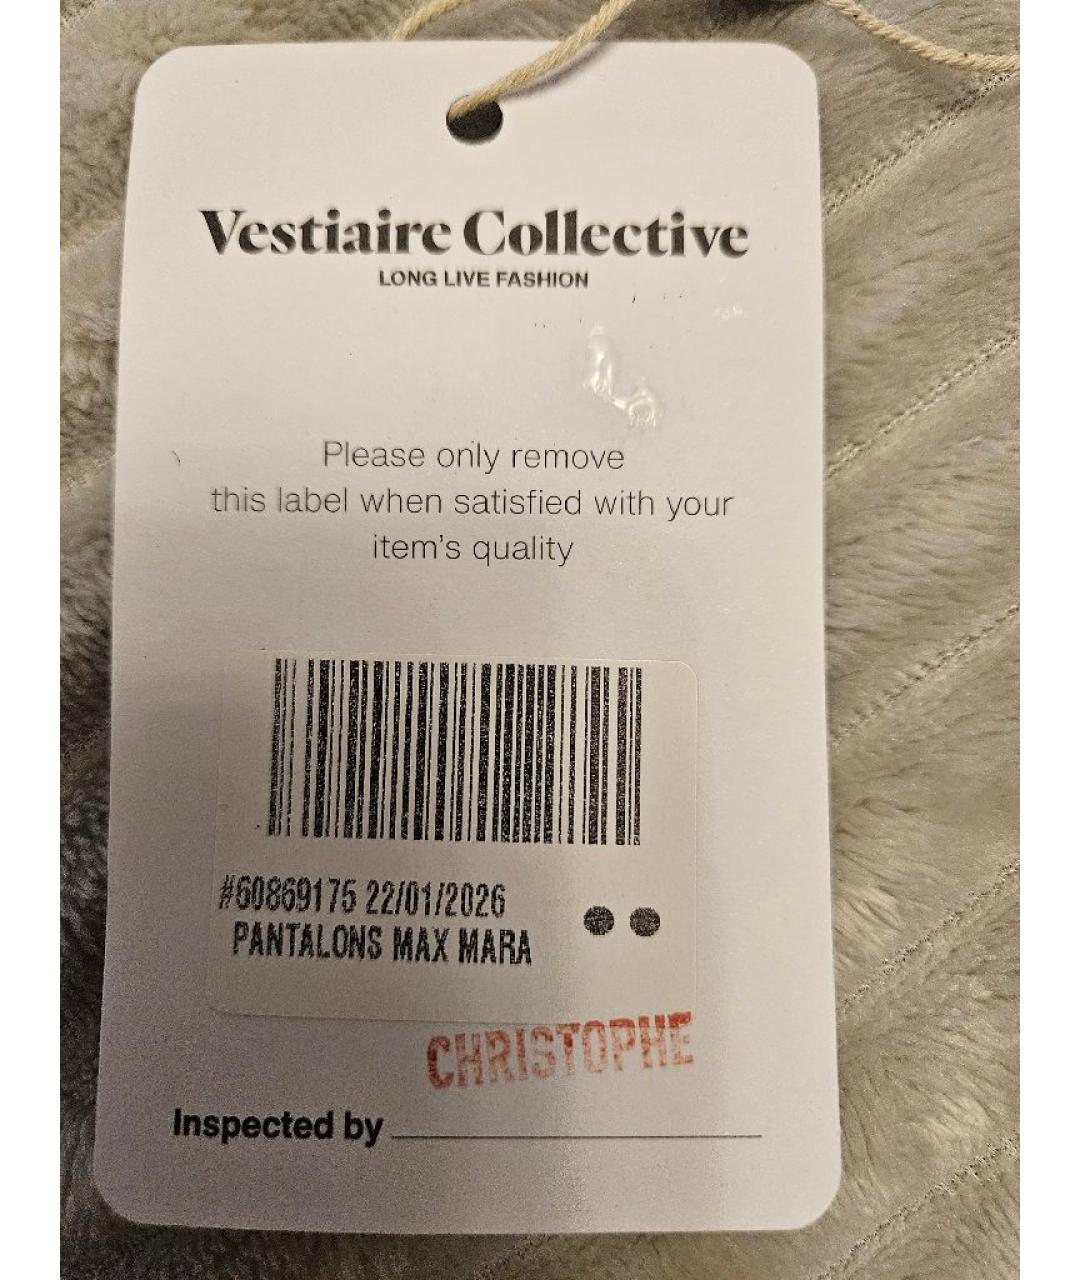 Vestiaire Collective
LONG LIVE FASHION
Please only remove
this label when satisfied with your
item's quality
#60869175 22/01/2026
PANTALONS MAX MARA
CHRISTOPHE
Inspected by